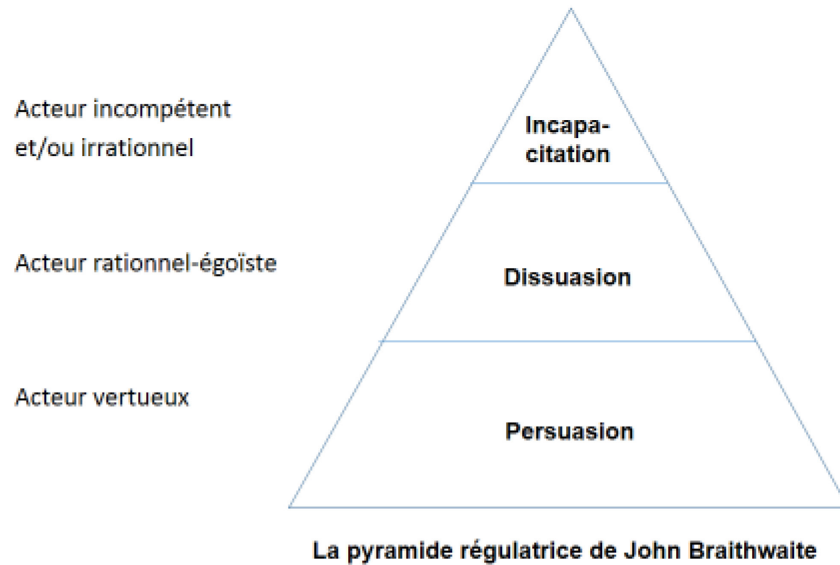 Acteur incompétent
et/ou irrationnel
Incapa-
citation
Acteur rationnel-égoïste
Dissuasion
Acteur vertueux
Persuasion
La pyramide régulatrice de John Braithwaite